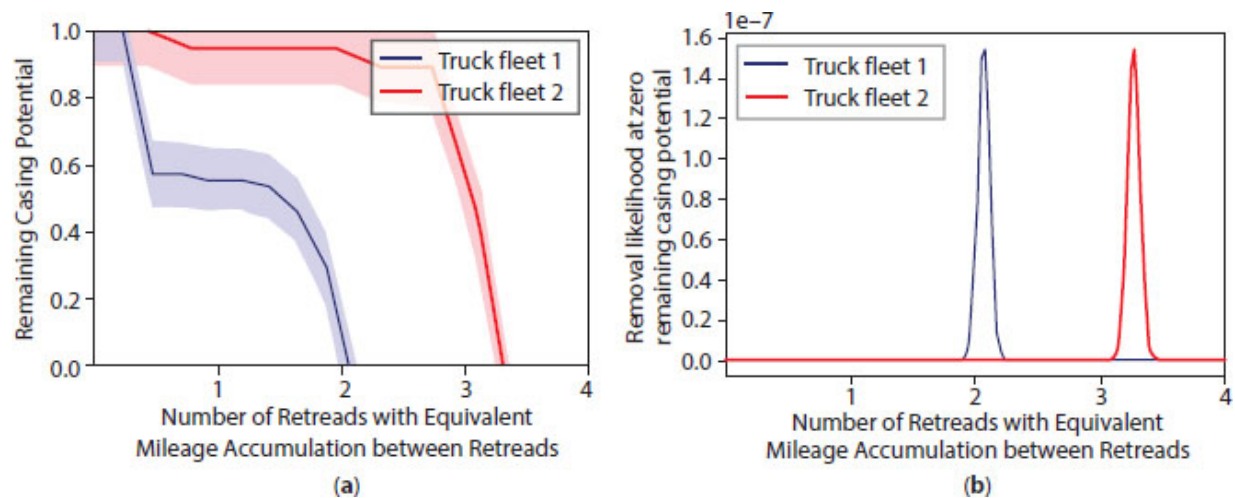 Remaining Casing Potential
1.0
0.8
0.6
0.4
0.2
0.0
Truck fleet 1
Truck fleet 2
1
2
3
4
Number of Retreads with Equivalent
Mileage Accumulation between Retreads
(a)
Removal likelihood at zero
remaining casing potential
1e–7
1.6
1.4
1.2
1.0
0.8
0.6
0.4
0.2
0.0
Truck fleet 1
Truck fleet 2
1
2
3
4
Number of Retreads with Equivalent
Mileage Accumulation between Retreads
(b)